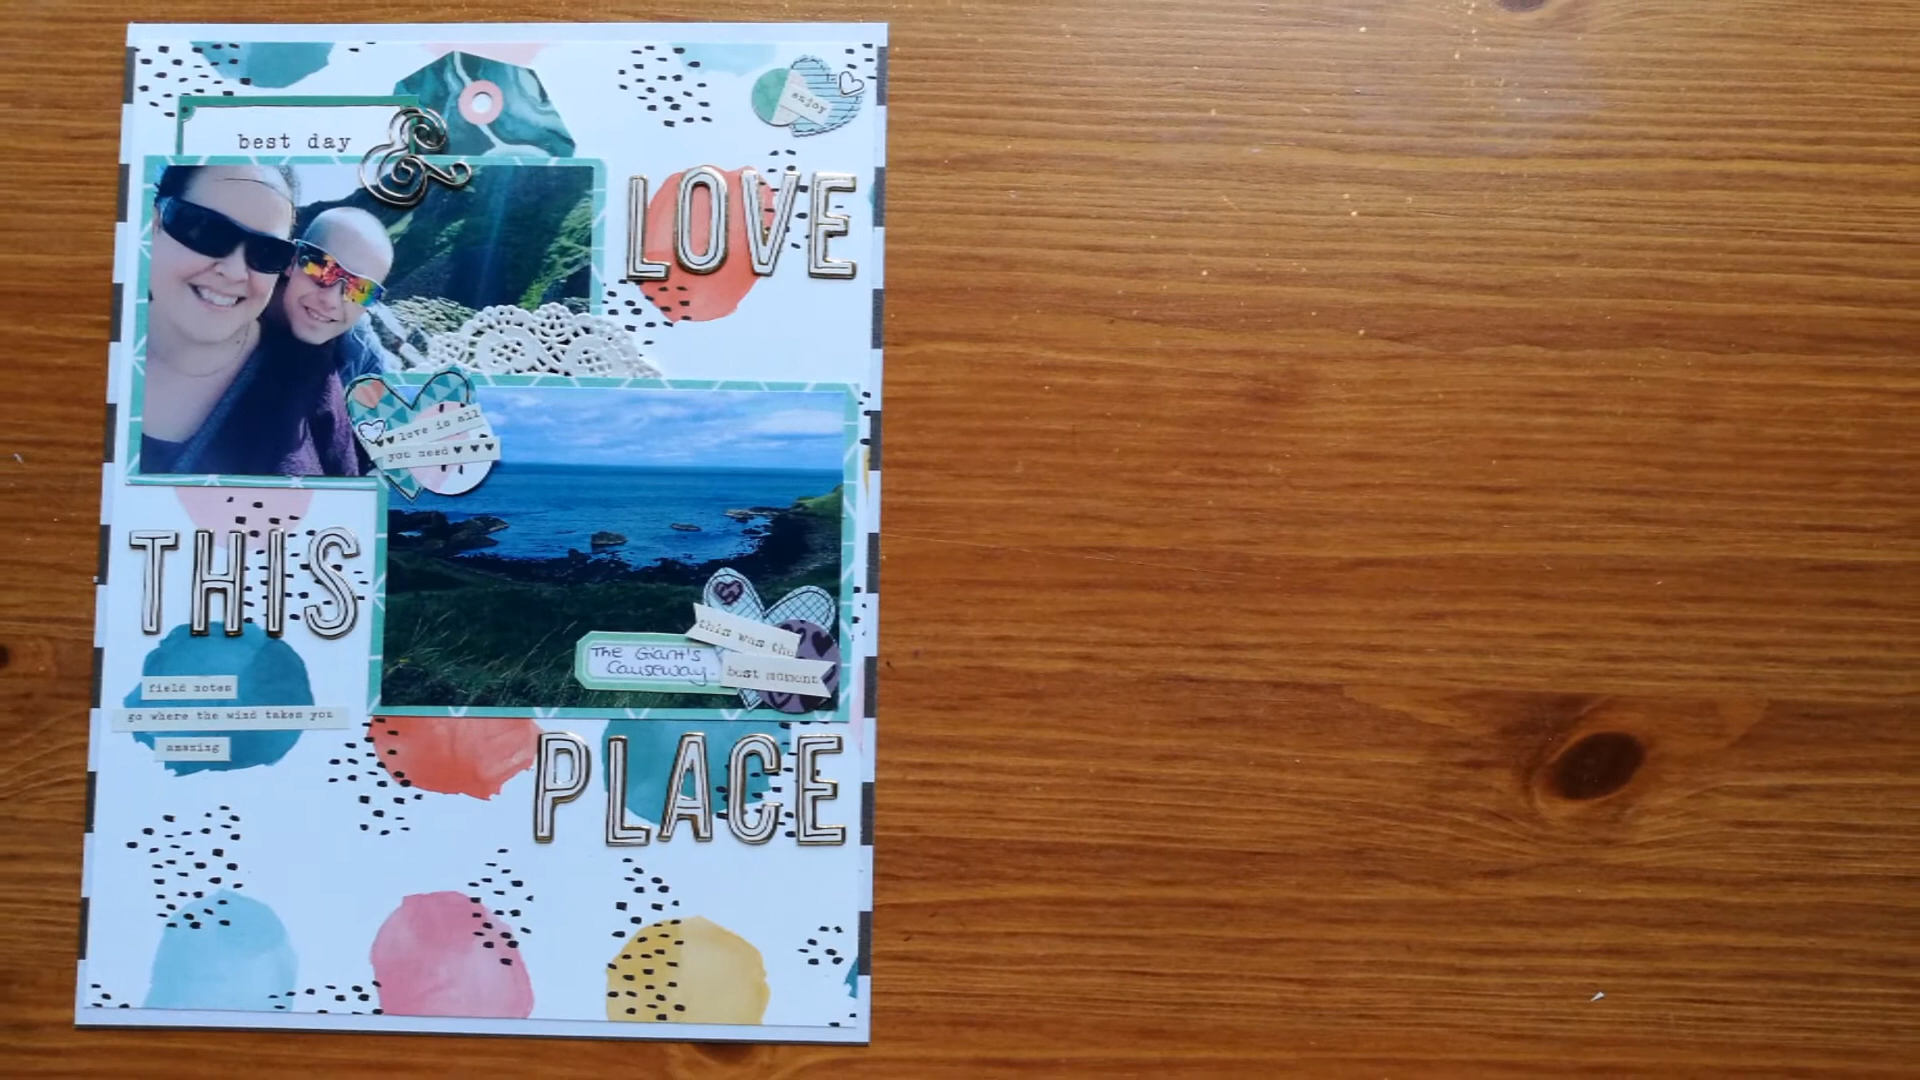 enjoy
best day
&
LOVE
love is all
you need
THIS
this was the
The Giant's
Causeway.
best moment
field notes
go where the wind takes you
amazing
PLACE